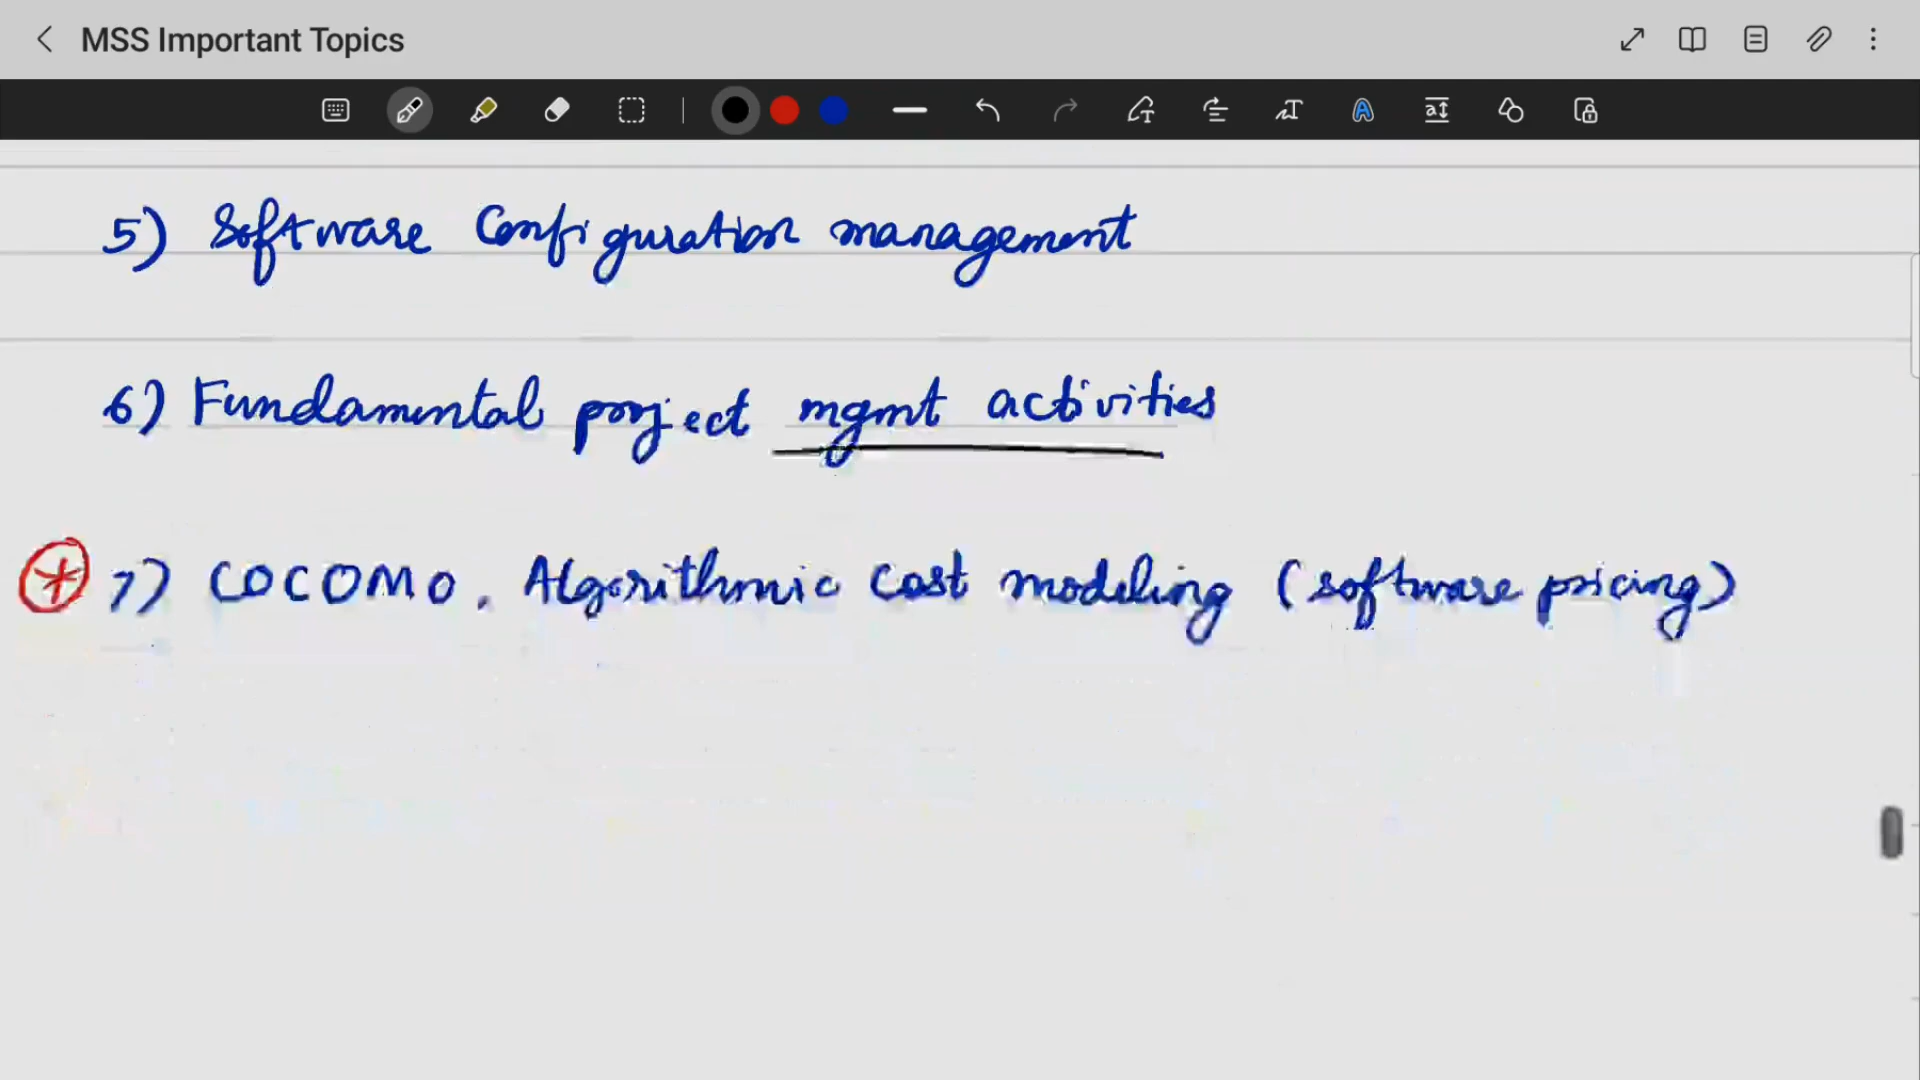 MSS Important Topics
5) Software Configuration management
6) Fundamental project mgmt activities
7) COCOMO. Algorithmic cost modeling (software pricing)